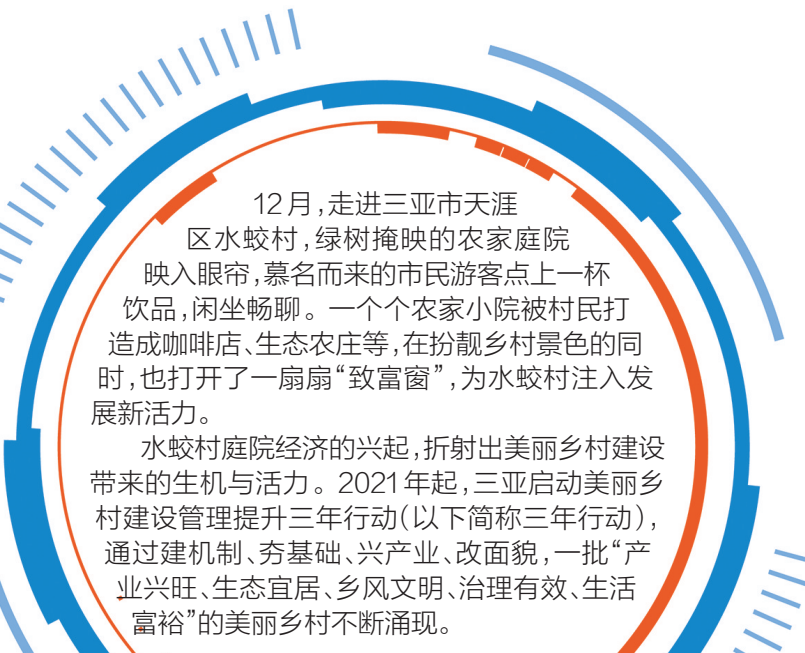 12月,走进三亚市天涯
区水蛟村,绿树掩映的农家庭院
映入眼帘,慕名而来的市民游客点上一杯
饮品,闲坐畅聊。一个个农家小院被村民打
造成咖啡店、生态农庄等,在扮靓乡村景色的同
时,也打开了一扇扇“致富窗”,为水蛟村注入发
展新活力。
水蛟村庭院经济的兴起,折射出美丽乡村建设
带来的生机与活力。2021年起,三亚启动美丽乡
村建设管理提升三年行动(以下简称三年行动),
通过建机制、夯基础、兴产业、改面貌,一批“产
业兴旺、生态宜居、乡风文明、治理有效、生活
富裕”的美丽乡村不断涌现。